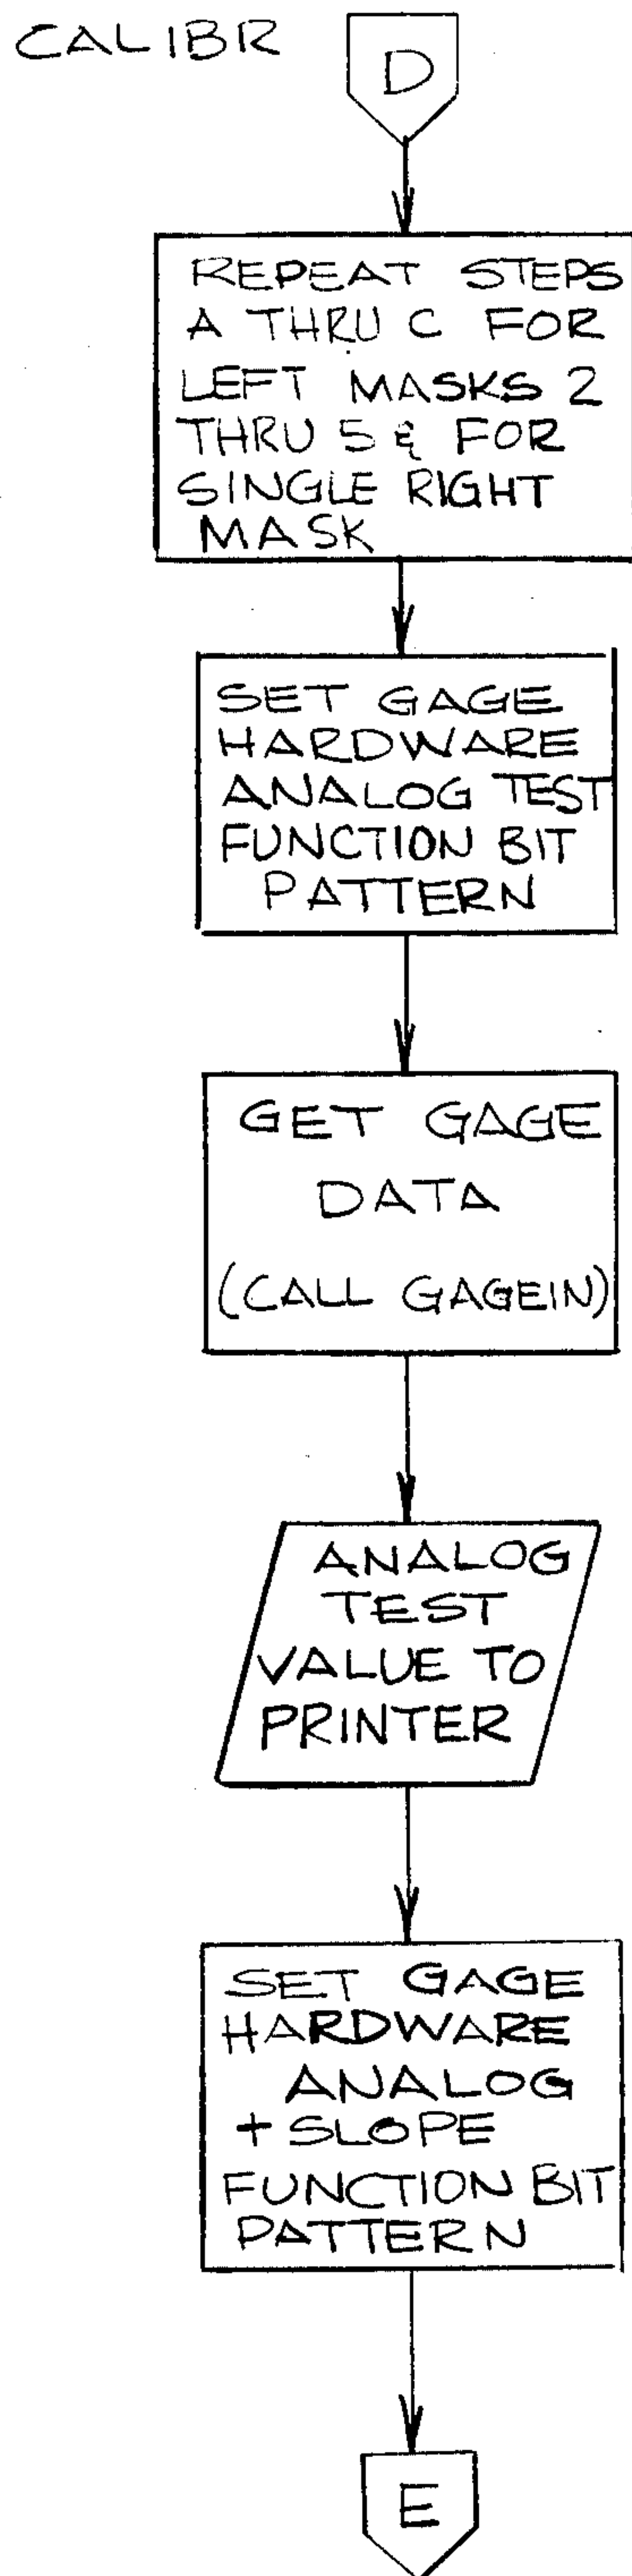 CALIBR
D
REPEAT STEPS
A THRU C FOR
LEFT MASKS 2
THRU 5 & FOR
SINGLE RIGHT
MASK
SET GAGE
HARDWARE
ANALOG TEST
FUNCTION BIT
PATTERN
GET GAGE
DATA
(CALL GAGEIN)
ANALOG
TEST
VALUE TO
PRINTER
SET GAGE
HARDWARE
ANALOG
+ SLOPE
FUNCTION BIT
PATTERN
E